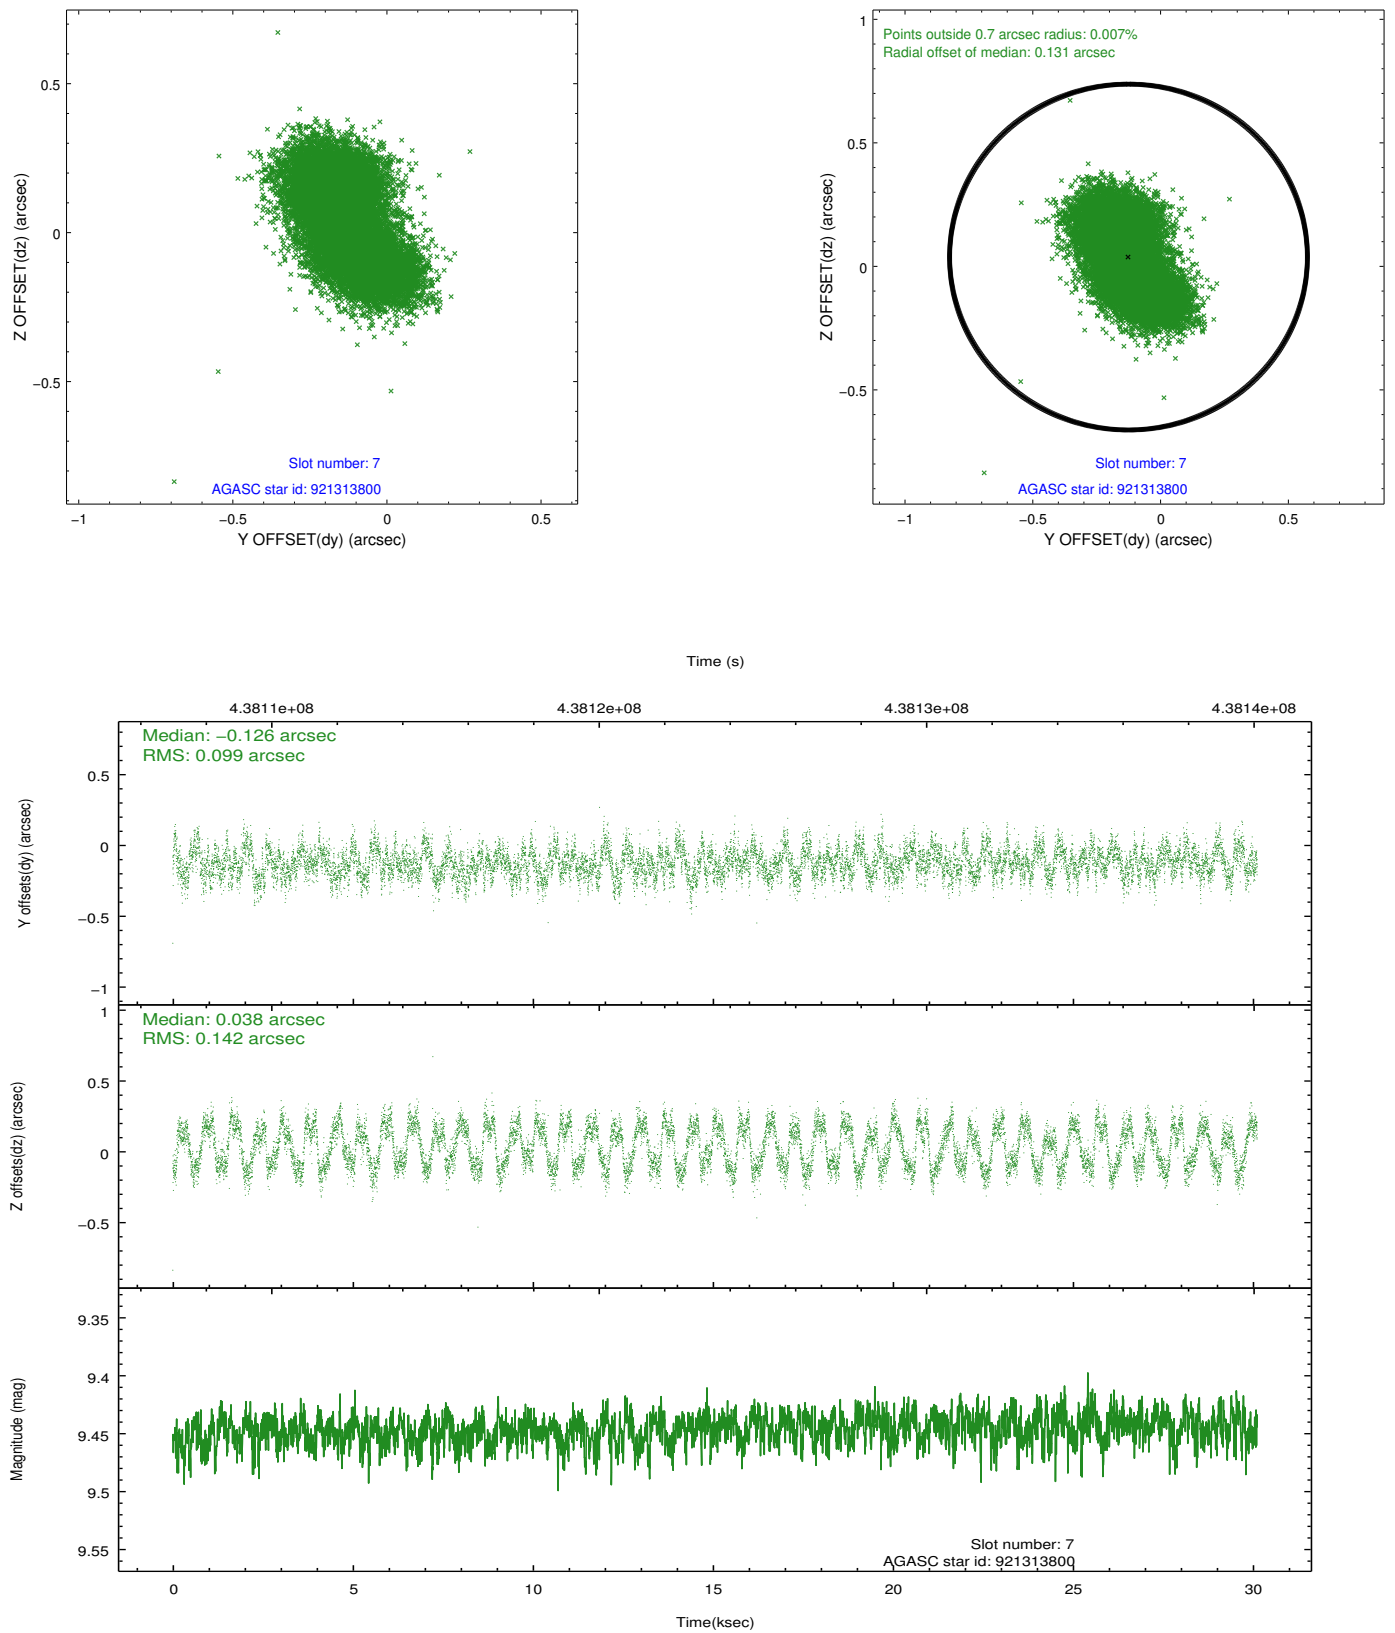 0.5
0
−0.5
Z OFFSET(dz) (arcsec)
Slot number: 7
AGASC star id: 921313800
−1
−0.5
0
0.5
Y OFFSET(dy) (arcsec)
Points outside 0.7 arcsec radius: 0.007%
Radial offset of median: 0.131 arcsec
1
0.5
0
−0.5
Z OFFSET(dz) (arcsec)
Slot number: 7
AGASC star id: 921313800
−1
−0.5
0
0.5
Y OFFSET(dy) (arcsec)
Time (s)
4.3811e+08
4.3812e+08
4.3813e+08
4.3814e+08
Median: −0.126 arcsec
RMS: 0.099 arcsec
0.5
0
−0.5
−1
Y offsets(dy) (arcsec)
Median: 0.038 arcsec
RMS: 0.142 arcsec
1
0.5
0
−0.5
Z offsets(dz) (arcsec)
9.35
9.4
9.45
9.5
9.55
Magnitude (mag)
Slot number: 7
AGASC star id: 921313800
0
5
10
15
20
25
30
Time(ksec)